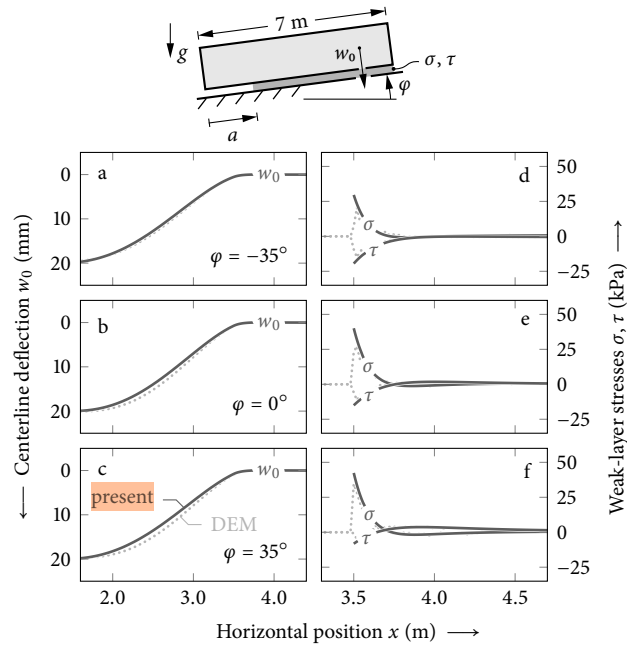 7 m
g
w₀
σ, τ
φ
a
a
w₀
φ = −35°
0
10
20
b
w₀
φ = 0°
0
10
20
c
w₀
present
DEM
φ = 35°
0
10
20
2.0
3.0
4.0
d
σ
τ
50
25
0
−25
e
σ
τ
50
25
0
−25
f
σ
τ
50
25
0
−25
3.5
4.0
4.5
⟵ Centerline deflection w₀ (mm)
Weak-layer stresses σ, τ (kPa) ⟶
Horizontal position x (m) ⟶